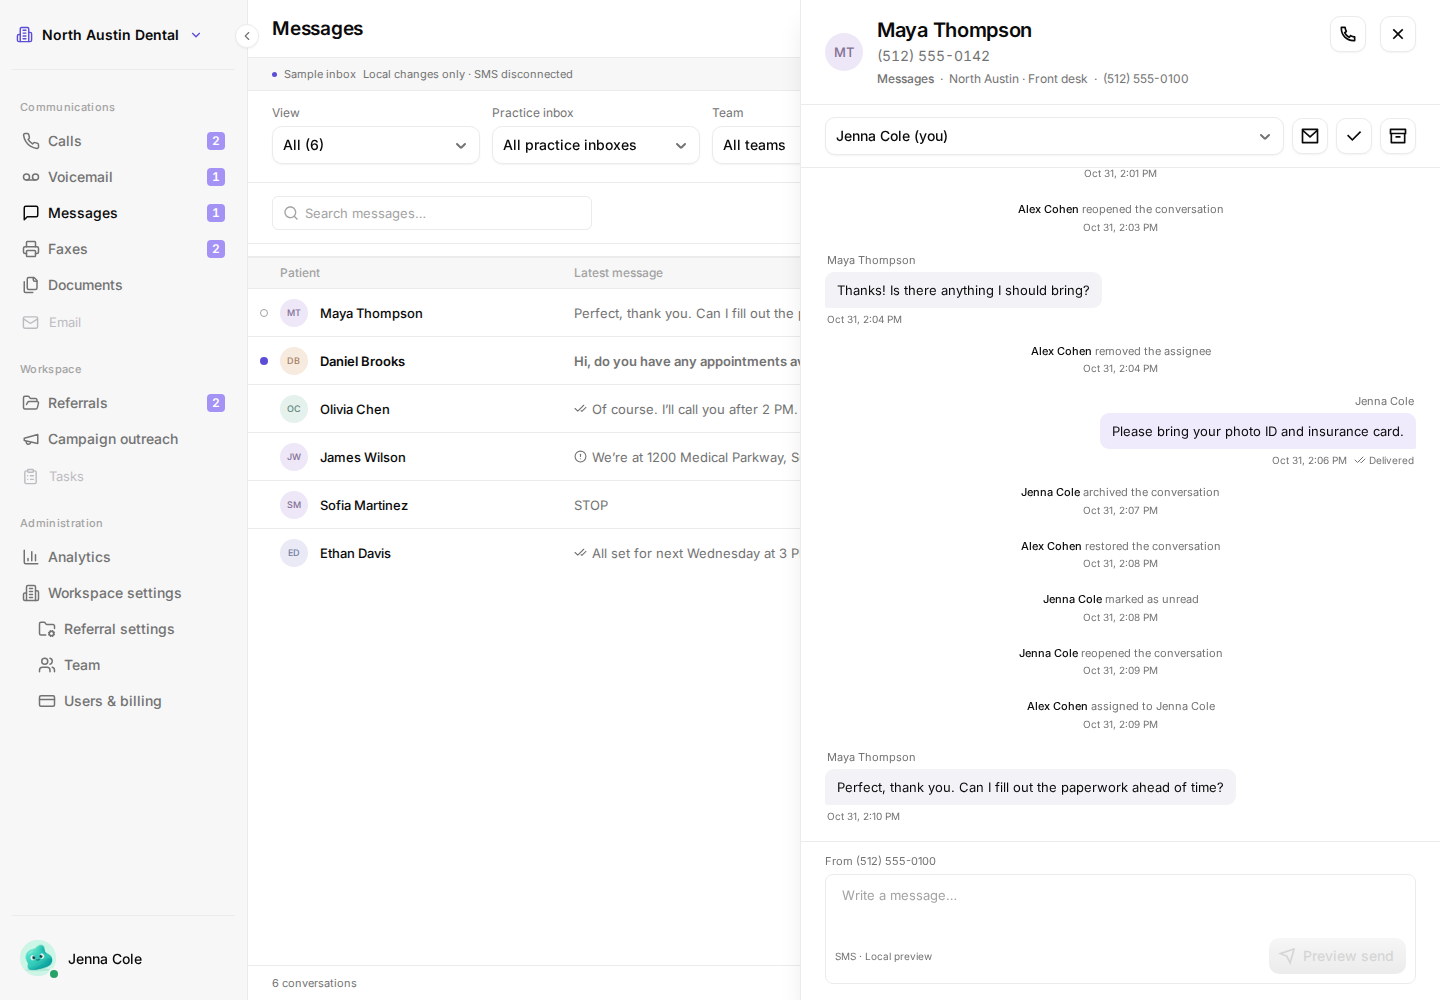 North Austin Dental
Communications
Calls 2
Voicemail 1
Messages 1
Faxes 2
Documents
Email
Workspace
Referrals 2
Campaign outreach
Tasks
Administration
Analytics
Workspace settings
Referral settings
Team
Users & billing
Jenna Cole
Messages
Sample inbox Local changes only · SMS disconnected
View Practice inbox Team
All (6) All practice inboxes All teams
Search messages...
Patient Latest message
MT Maya Thompson Perfect, thank you. Can I fill out the
DB Daniel Brooks Hi, do you have any appointments
OC Olivia Chen Of course. I'll call you after 2 PM.
JW James Wilson We're at 1200 Medical Parkway,
SM Sofia Martinez STOP
ED Ethan Davis All set for next Wednesday at 3
6 conversations
MT
Maya Thompson
(512) 555-0142
Messages · North Austin · Front desk · (512) 555-0100
Jenna Cole (you)
Oct 31, 2:01 PM
Alex Cohen reopened the conversation
Oct 31, 2:03 PM
Maya Thompson
Thanks! Is there anything I should bring?
Oct 31, 2:04 PM
Alex Cohen removed the assignee
Oct 31, 2:04 PM
Jenna Cole
Please bring your photo ID and insurance card.
Oct 31, 2:06 PM Delivered
Jenna Cole archived the conversation
Oct 31, 2:07 PM
Alex Cohen restored the conversation
Oct 31, 2:08 PM
Jenna Cole marked as unread
Oct 31, 2:08 PM
Jenna Cole reopened the conversation
Oct 31, 2:09 PM
Alex Cohen assigned to Jenna Cole
Oct 31, 2:09 PM
Maya Thompson
Perfect, thank you. Can I fill out the paperwork ahead of time?
Oct 31, 2:10 PM
From (512) 555-0100
Write a message...
SMS · Local preview
Preview send